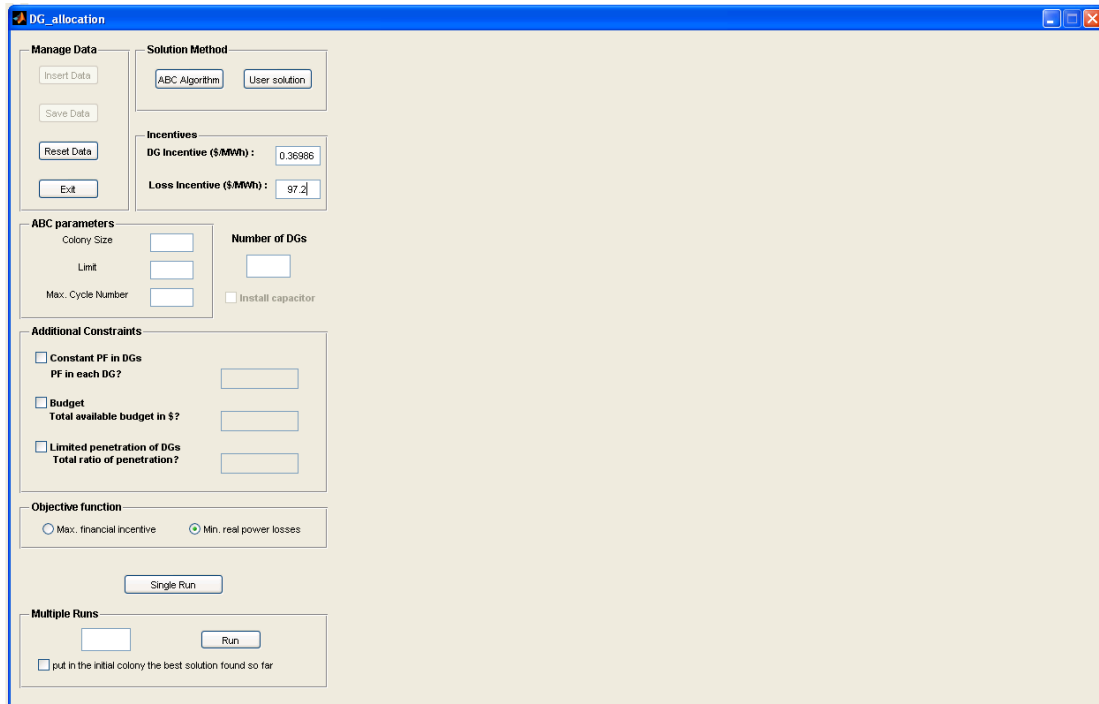 DG_allocation
Manage Data
Insert Data
Save Data
Reset Data
Exit
Solution Method
ABC Algorithm User solution
Incentives
DG Incentive ($/MWh) : 0.36986
Loss Incentive ($/MWh) : 97.2
ABC parameters
Colony Size
Limit
Max. Cycle Number
Number of DGs
Install capacitor
Additional Constraints
Constant PF in DGs
PF in each DG?
Budget
Total available budget in $?
Limited penetration of DGs
Total ratio of penetration?
Objective function
Max. financial incentive Min. real power losses
Single Run
Multiple Runs
Run
put in the initial colony the best solution found so far